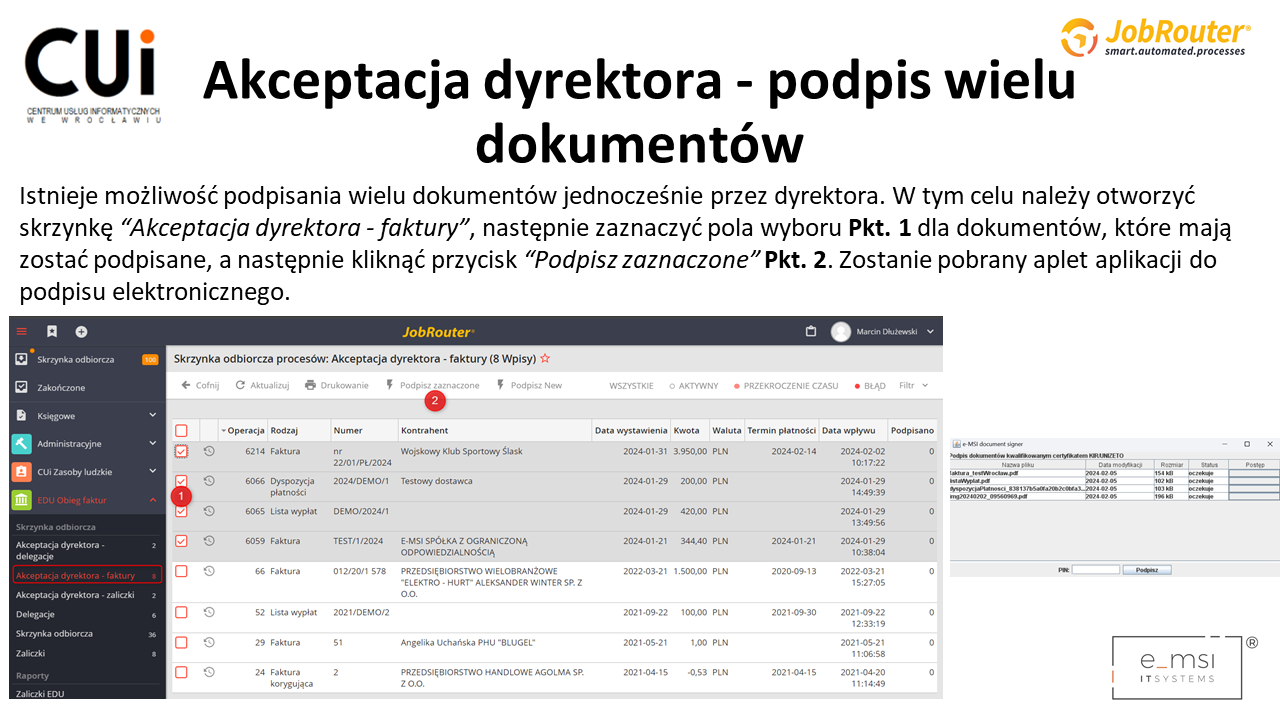 CUi
CENTRUM USŁUG INFORMATYCZNYCH
WE WROCŁAWIU
JobRouter®
smart.automated.processes
Akceptacja dyrektora - podpis wielu
dokumentów
Istnieje możliwość podpisania wielu dokumentów jednocześnie przez dyrektora. W tym celu należy otworzyć
skrzynkę “Akceptacja dyrektora - faktury”, następnie zaznaczyć pola wyboru Pkt. 1 dla dokumentów, które mają
zostać podpisane, a następnie kliknąć przycisk “Podpisz zaznaczone” Pkt. 2. Zostanie pobrany aplet aplikacji do
podpisu elektronicznego.
JobRouter®
Marcin Dłużewski
Skrzynka odbiorcza 100
Zakończone
Księgowe
Administracyjne
CUi Zasoby ludzkie
EDU Obieg faktur
Skrzynka odbiorcza
Akceptacja dyrektora -
delegacje 2
Akceptacja dyrektora - faktury 8
Akceptacja dyrektora - zaliczki 2
Delegacje 6
Skrzynka odbiorcza 36
Zaliczki 8
Raporty
Zaliczki EDU
Skrzynka odbiorcza procesów: Akceptacja dyrektora - faktury (8 Wpisy)
Cofnij Aktualizuj Drukowanie Podpisz zaznaczone Podpisz New WSZYSTKIE AKTYWNY PRZEKROCZENIE CZASU BŁĄD Filtr
2
Operacja Rodzaj Numer Kontrahent Data wystawienia Kwota Waluta Termin płatności Data wpływu Podpisano
6214 Faktura nr Wojskowy Klub Sportowy Śląsk 2024-01-31 3.950,00 PLN 2024-02-14 2024-02-02 0
22/01/PŁ/2024 10:17:22
6066 Dyspozycja 2024/DEMO/1 Testowy dostawca 2024-01-29 200,00 PLN 2024-01-29 0
płatności 14:49:39
1
6065 Lista wypłat DEMO/2024/1 2024-01-29 420,00 PLN 2024-01-29 0
13:49:56
6059 Faktura TEST/1/2024 E-MSI SPÓŁKA Z OGRANICZONĄ 2024-01-21 344,40 PLN 2024-01-21 2024-01-29 0
ODPOWIEDZIALNOŚCIĄ 10:38:04
66 Faktura 012/20/1 578 PRZEDSIĘBIORSTWO WIELOBRANŻOWE 2022-03-21 1.500,00 PLN 2020-09-13 2022-03-21 0
"ELEKTRO - HURT" ALEKSANDER WINTER SP. Z 15:27:05
O.O.
52 Lista wypłat 2021/DEMO/2 2021-09-22 100,00 PLN 2021-09-30 2021-09-22 0
12:33:19
29 Faktura 51 Angelika Uchańska PHU "BLUGEL" 2021-05-21 1,00 PLN 2021-05-21 0
11:06:58
24 Faktura 2 PRZEDSIĘBIORSTWO HANDLOWE AGOLMA SP. 2021-04-15 -0,53 PLN 2021-04-15 2021-04-20 0
korygująca Z O.O. 11:14:49
e-MSI document signer
Podpis dokumentów kwalifikowanym certyfikatem KIR/UNIZETO
Nazwa pliku Data modyfikacji Rozmiar Status Postęp
faktura_testWrocław.pdf 2024-02-05 154 kB oczekuje
listaWypłat.pdf 2024-02-05 102 kB oczekuje
2024-02-05 103 kB oczekuje
img20240202_09560969.pdf 2024-02-05 196 kB oczekuje
PIN: Podpisz
e_msi ®
ITSYSTEMS